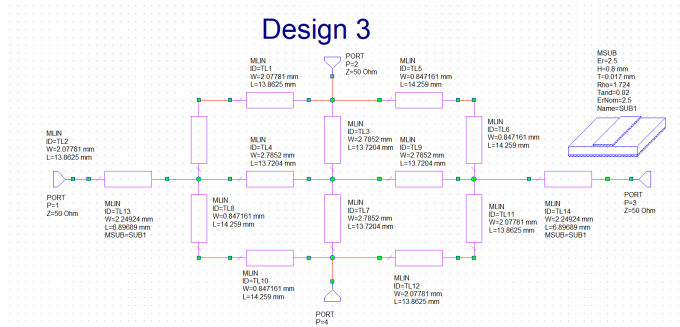 Design 3
MLIN
ID=TL1
W=2.07781 mm
L=13.8625 mm
PORT
P=2
Z=50 Ohm
MLIN
ID=TL5
W=0.847161 mm
L=14.259 mm
MSUB
Er=2.5
H=0.8 mm
T=0.017 mm
Rho=1.724
Tand=0.02
ErNom=2.5
Name=SUB1
MLIN
ID=TL2
W=2.07781 mm
L=13.8625 mm
MLIN
ID=TL4
W=2.7852 mm
L=13.7204 mm
MLIN
ID=TL3
W=2.7852 mm
L=13.7204 mm
MLIN
ID=TL9
W=2.7852 mm
L=13.7204 mm
MLIN
ID=TL6
W=0.847161 mm
L=14.259 mm
PORT
P=1
Z=50 Ohm
MLIN
ID=TL13
W=2.24924 mm
L=6.89689 mm
MSUB=SUB1
MLIN
ID=TL8
W=0.847161 mm
L=14.259 mm
MLIN
ID=TL7
W=2.7852 mm
L=13.7204 mm
MLIN
ID=TL11
W=2.07781 mm
L=13.8625 mm
MLIN
ID=TL14
W=2.24924 mm
L=6.89689 mm
MSUB=SUB1
PORT
P=3
Z=50 Ohm
MLIN
ID=TL10
W=0.847161 mm
L=14.259 mm
MLIN
ID=TL12
W=2.07781 mm
L=13.8625 mm
PORT
P=4